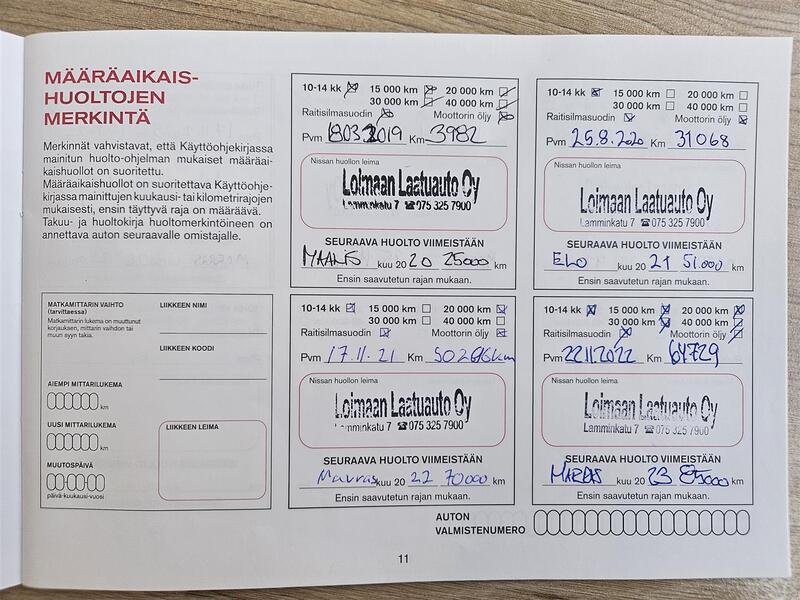 MÄÄRÄAIKAIS-
HUOLTOJEN
MERKINTÄ
Merkinnät vahvistavat, että Käyttöohjekirjassa
mainitun huolto-ohjelman mukaiset määräai-
kaishuollot on suoritettu.
Määräaikaishuollot on suoritettava Käyttöohje-
kirjassa mainittujen kuukausi- tai kilometrirajojen
mukaisesti, ensin täyttyvä raja on määräävä.
Takuu- ja huoltokirja huoltomerkintöineen on
annettava auton seuraavalle omistajalle.
MATKAMITTARIN VAIHTO
(tarvittaessa)
Matkamittarin lukema on muuttunut
korjauksen, mittarin vaihdon tai
muun syyn takia.
AIEMPI MITTARILUKEMA
km
UUSI MITTARILUKEMA
km
MUUTOSPÄIVÄ
päivä-kuukausi-vuosi
LIIKKEEN NIMI
LIIKKEEN KOODI
LIIKKEEN LEIMA
10-14 kk 15 000 km 20 000 km
30 000 km 40 000 km
Raitisilmasuodin Moottorin öljy
Pvm 18.03.2019 Km 3982
Nissan huollon leima
Loimaan Laatuauto Oy
Lamminkatu 7 ☎ 075 325 7900
SEURAAVA HUOLTO VIIMEISTÄÄN
MAALIS kuu 20 20 25000 km
Ensin saavutetun rajan mukaan.
10-14 kk 15 000 km 20 000 km
30 000 km 40 000 km
Raitisilmasuodin Moottorin öljy
Pvm 25.8.2020 Km 31068
Nissan huollon leima
Loimaan Laatuauto Oy
Lamminkatu 7 ☎ 075 325 7900
SEURAAVA HUOLTO VIIMEISTÄÄN
ELO kuu 20 21 51.000 km
Ensin saavutetun rajan mukaan.
10-14 kk 15 000 km 20 000 km
30 000 km 40 000 km
Raitisilmasuodin Moottorin öljy
Pvm 17.11.21 Km 50286km
Nissan huollon leima
Loimaan Laatuauto Oy
Lamminkatu 7 ☎ 075 325 7900
SEURAAVA HUOLTO VIIMEISTÄÄN
Marras kuu 20 22 70000 km
Ensin saavutetun rajan mukaan.
10-14 kk 15 000 km 20 000 km
30 000 km 40 000 km
Raitisilmasuodin Moottorin öljy
Pvm 22.11.2022 Km 64729
Nissan huollon leima
Loimaan Laatuauto Oy
Lamminkatu 7 ☎ 075 325 7900
SEURAAVA HUOLTO VIIMEISTÄÄN
MARRAS kuu 20 23 85000 km
Ensin saavutetun rajan mukaan.
AUTON
VALMISTENUMERO
11